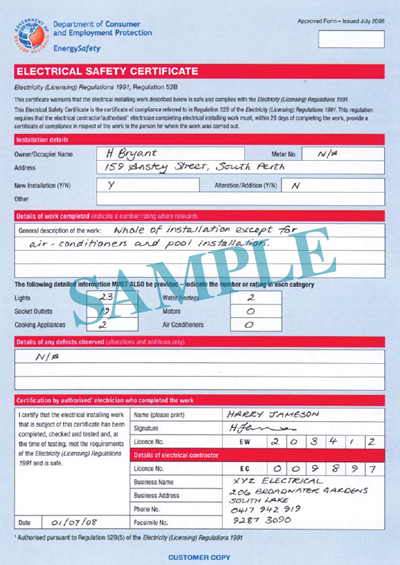 GOVERNMENT OF WESTERN AUSTRALIA
Department of Consumer
and Employment Protection
EnergySafety
Approved Form – Issued July 2008
ELECTRICAL SAFETY CERTIFICATE
Electricity (Licensing) Regulations 1991, Regulation 52B
This certificate warrants that the electrical installing work described below is safe and complies with the Electricity (Licensing) Regulations 1991.
This Electrical Safety Certificate is the certificate of compliance referred to in Regulation 52B of the Electricity (Licensing) Regulations 1991. This regulation
requires that the electrical contractor/authorised¹ electrician completing electrical installing work must, within 28 days of completing the work, provide a
certificate of compliance in respect of the work to the person for whom the work was carried out.
Installation details
Owner/Occupier Name H Bryant Meter No. N/A
Address 159 Anstey Street, South Perth
New Installation (Y/N) Y Alteration/Addition (Y/N) N
Other
Details of work completed (indicate a number/rating where relevant)
General description of the work: Whole of installation except for
air-conditioners and pool installation.
SAMPLE
The following detailed information MUST ALSO be provided – indicate the number or rating in each category
Lights 23 Water Heaters 2
Socket Outlets 19 Motors 0
Cooking Appliances 2 Air Conditioners 0
Details of any defects observed (alterations and additions only)
N/A
Certification by authorised¹ electrician who completed the work
I certify that the electrical installing work
that is subject of this certificate has been
completed, checked and tested and, at
the time of testing, met the requirements
of the Electricity (Licensing) Regulations
1991 and is safe.
Date 01/07/08
Name (please print) HARRY JAMESON
Signature
Licence No. EW 2 0 3 4 1 2
Details of electrical contractor
Licence No. EC 0 0 9 8 9 7
Business Name XYZ ELECTRICAL
Business Address 206 BROADWATER GARDENS
SOUTH LAKE
Phone No. 0417 942 919
Facsimile No. 9287 3090
¹ Authorised pursuant to Regulation 52B(5) of the Electricity (Licensing) Regulations 1991
CUSTOMER COPY